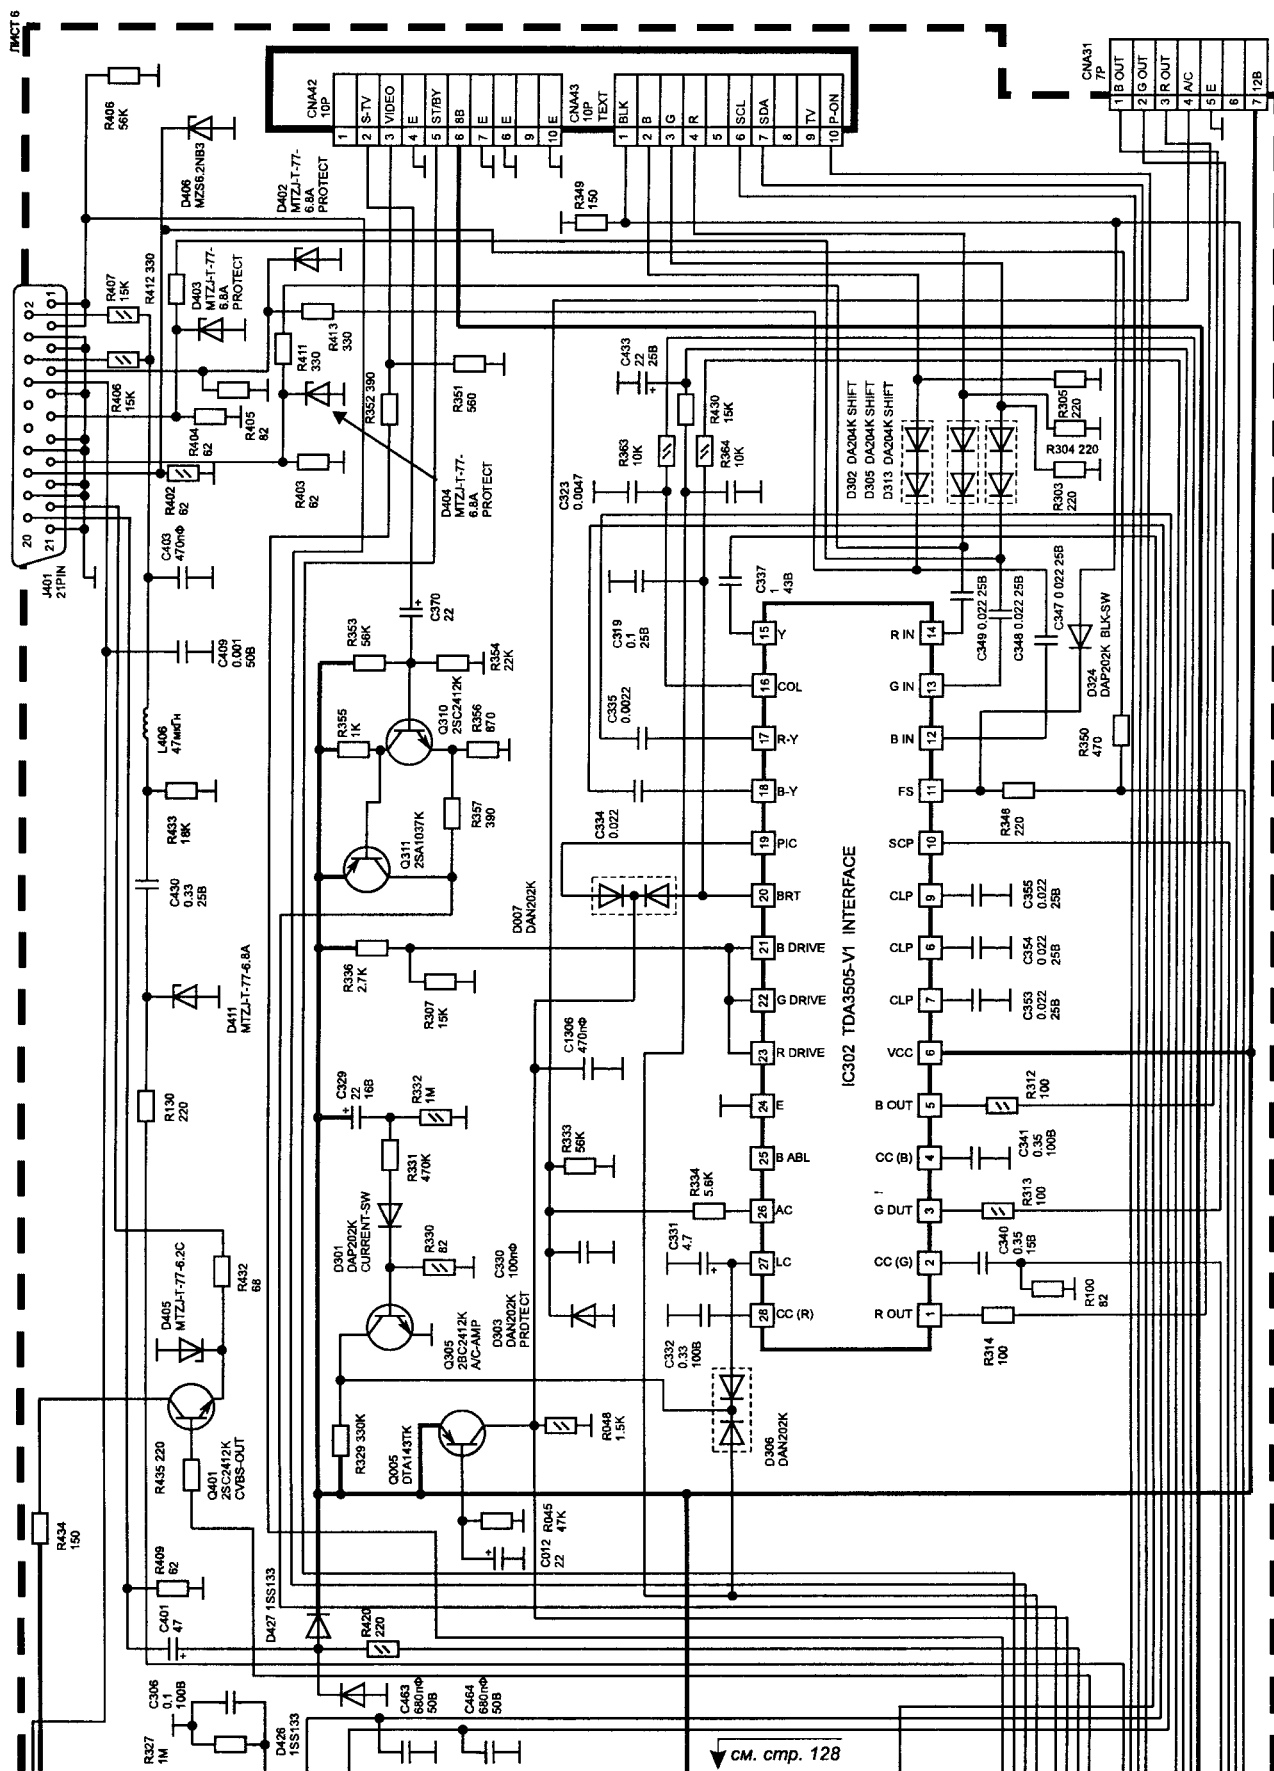 ЛИСТ 6
R406
56K
D406
MZS6.2NB3
D402
MTZJ-T-77-
6.8A
PROTECT
CNA42
10P
1
2 S-TV
3 VIDEO
4 E
5 ST/BY
6 8B
7 E
6 E
9
10 E
CNA43
10P
TEXT
1 BLK
2 B
3 G
4 R
5
6 SCL
7 SDA
8
9 TV
10 P-ON
CNA31
7P
1 B OUT
2 G OUT
3 R OUT
4 A/C
5 E
6
7 12B
R349
150
R407
15K
R412 330
D403
MTZJ-T-77-
6.8A
PROTECT
2
1
20
21
J401
21PIN
R406
15K
R404
62
R405
82
R411
330
R413
330
R352 390
R351
560
R402
62
R403
62
D404
MTZJ-T-77-
6.8A
PROTECT
C403
470пФ
C409
0.001
50B
C433
22
25B
R430
15K
R363
10K
R364
10K
C323
0.0047
D302 DA204K SHIFT
D305 DA204K SHIFT
D313 DA204K SHIFT
R305
220
R304 220
R303
220
C370
22
R353
56K
R354
22K
C319
0.1
25B
C337
1
43B
C349 0.022 25B
C348 0.022 25B
C347 0 022 25B
D324
DAP202K BLK-SW
L406
47мкГн
R433
18K
C430
0.33
25B
R355
1K
Q310
2SC2412K
R356
870
R357
390
Q311
2SA1037K
C335
0.0022
C334
0.022
R350
470
R348
220
15 Y
16 COL
17 R-Y
18 B-Y
19 PIC
20 BRT
21 B DRIVE
22 G DRIVE
23 R DRIVE
24 E
25 B ABL
26 AC
27 LC
28 CC (R)
IC302 TDA3505-V1 INTERFACE
R IN 14
G IN 13
B IN 12
FS 11
SCP 10
CLP 9
CLP 6
CLP 7
VCC 6
B OUT 5
CC (B) 4
G DUT 3
CC (G) 2
R OUT 1
D007
DAN202K
C355
0.022
25B
C354
0.022
25B
C353
0.022
25B
D411
MTZJ-T-77-6.8A
R336
2.7K
R307
15K
C1306
470пФ
R130
220
C329
22
16B
R332
1M
R331
470K
R333
56K
R334
5.6K
R312
100
C341
0.35
100B
R313
100
C340
0.35
15B
R100
82
R314
100
D301
DAP202K
CURRENT-SW
R330
82
C330
100пФ
C331
4.7
C332
0.33
100B
R432
68
D405
MTZJ-T-77-6.2C
Q305
2BC2412K
A/C-AMP
D303
DAN202K
PRDTECT
D306
DAN202K
R329 330K
Q005
DTA143TK
R048
1.5K
R435 220
Q401
2SC2412K
CVBS-OUT
R434
150
R045
47K
C012
22
R409
62
C401
47
D427 1SS133
R420
220
C306
0.1
100B
R327
1M
D426
1SS133
C463
680пФ
50B
C464
680пФ
50B
см. стр. 128